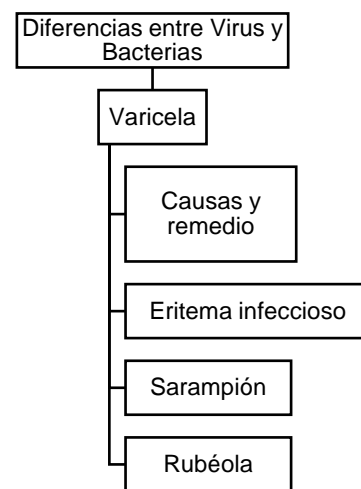 Diferencias entre Virus y
Bacterias
Varicela
Causas y
remedio
Eritema infeccioso
Sarampión
Rubéola